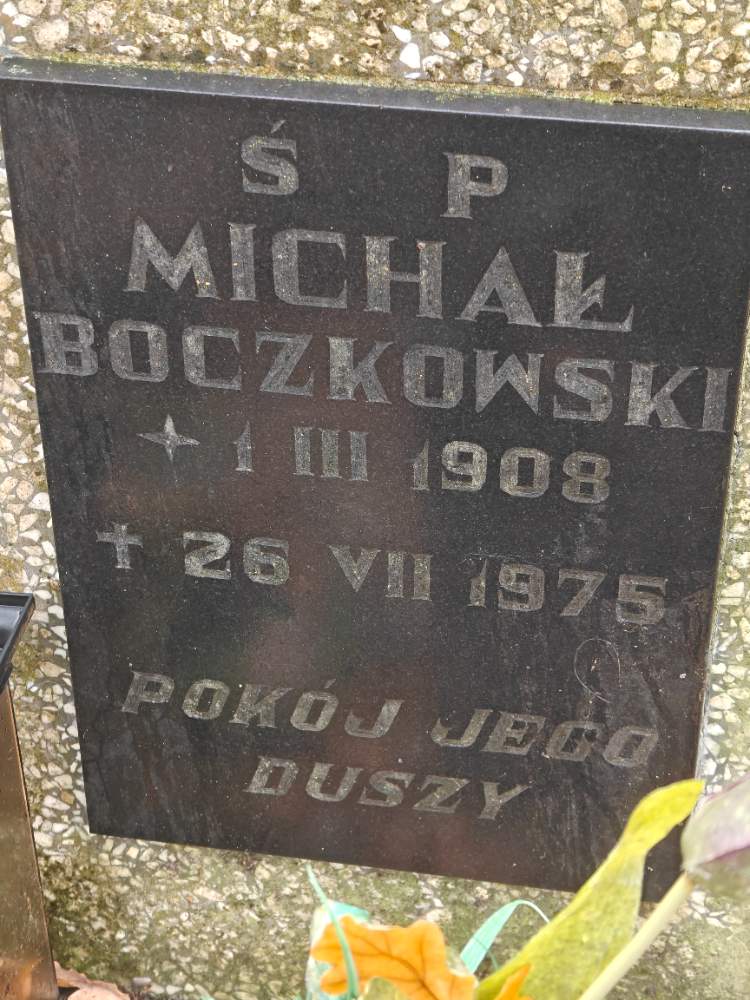 Ś P
MICHAŁ
BOCZKOWSKI
1 III 1908
✝ 26 VII 1975
POKÓJ JEGO
DUSZY